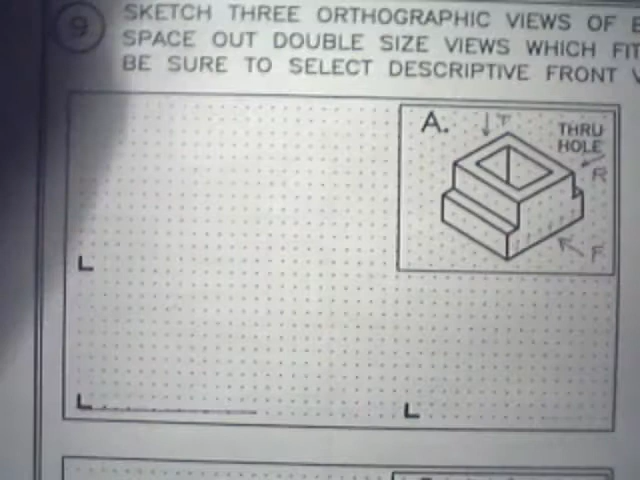 9
SKETCH THREE ORTHOGRAPHIC VIEWS OF
SPACE OUT DOUBLE SIZE VIEWS WHICH FIT
BE SURE TO SELECT DESCRIPTIVE FRONT
A.
T
THRU
HOLE
R
F
L
L
L